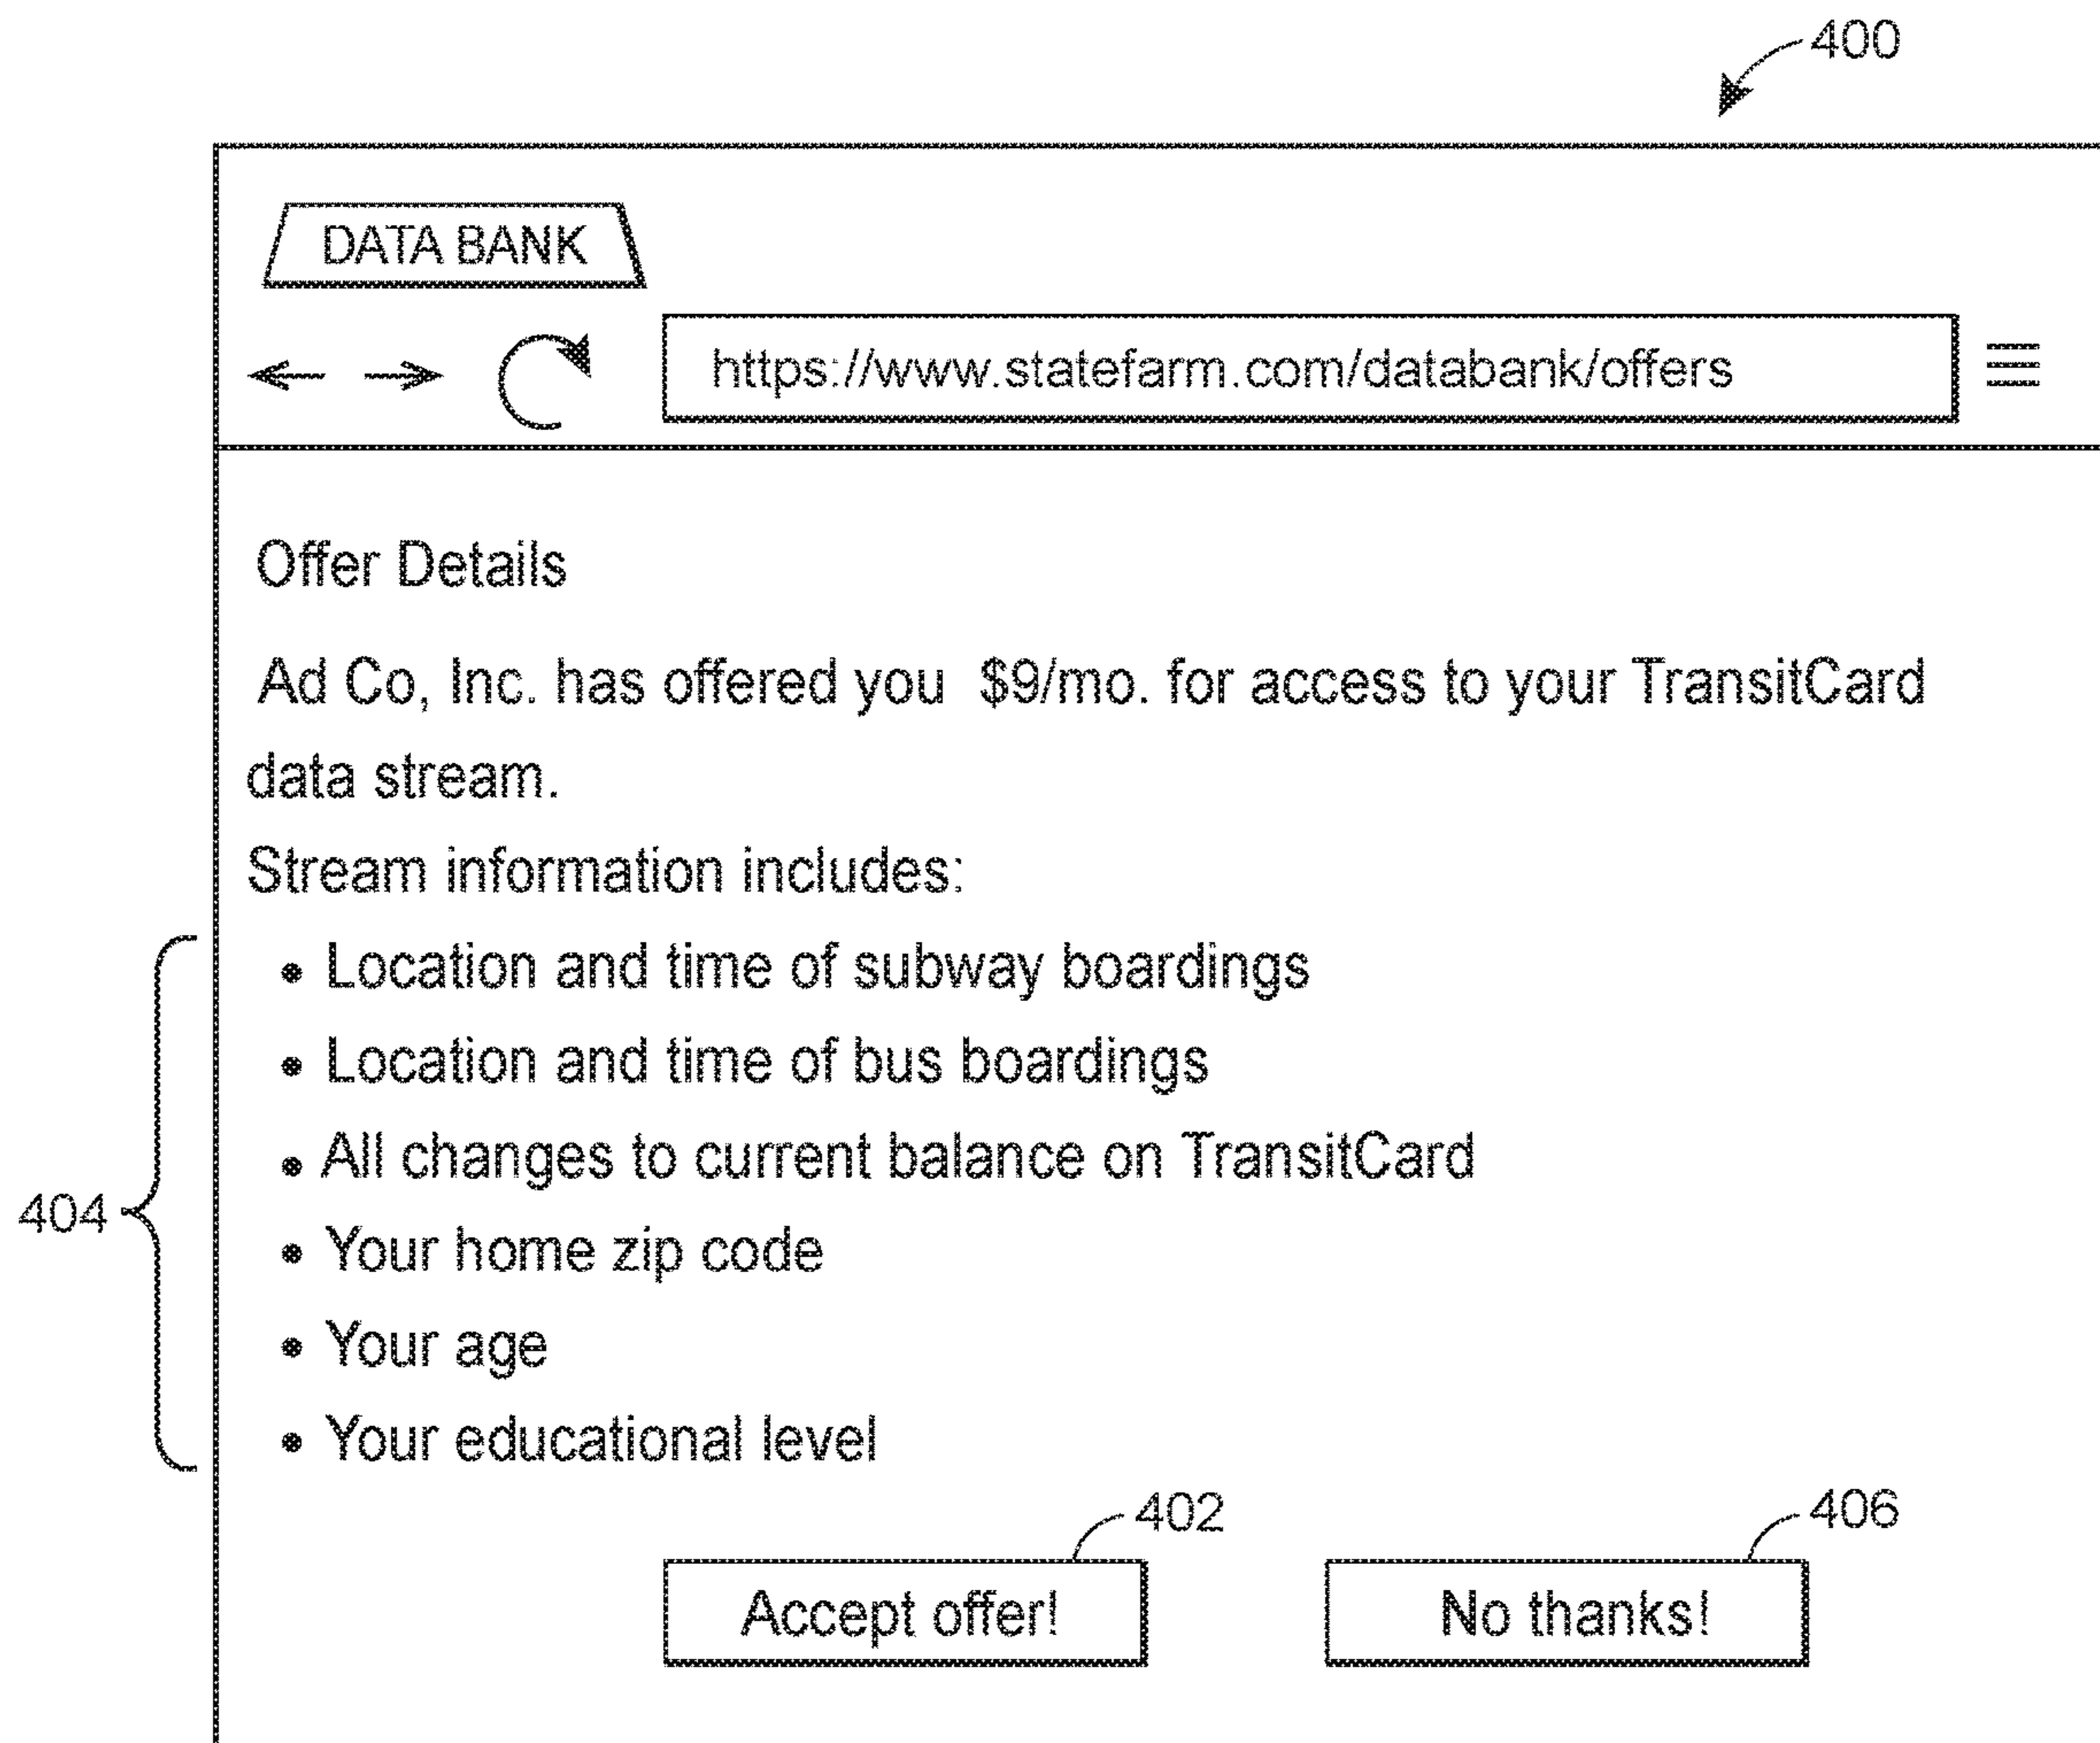 400
DATA BANK
https://www.statefarm.com/databank/offers
Offer Details
Ad Co, Inc. has offered you $9/mo. for access to your TransitCard
data stream.
Stream information includes:
• Location and time of subway boardings
• Location and time of bus boardings
• All changes to current balance on TransitCard
404
• Your home zip code
• Your age
• Your educational level
402
406
Accept offer!
No thanks!